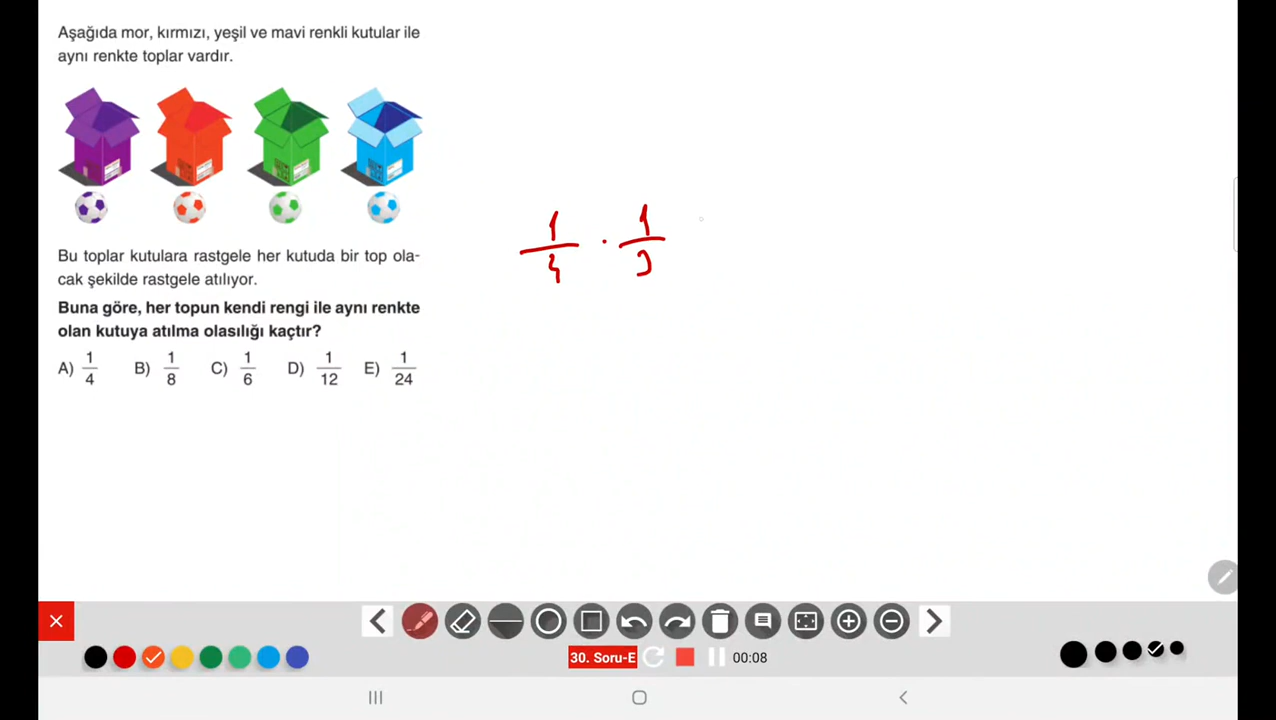 Aşağıda mor, kırmızı, yeşil ve mavi renkli kutular ile
aynı renkte toplar vardır.
Bu toplar kutulara rastgele her kutuda bir top ola-
cak şekilde rastgele atılıyor.
Buna göre, her topun kendi rengi ile aynı renkte
olan kutuya atılma olasılığı kaçtır?
A) 1/4 B) 1/8 C) 1/6 D) 1/12 E) 1/24
1/4 · 1/3
30. Soru-E 00:08